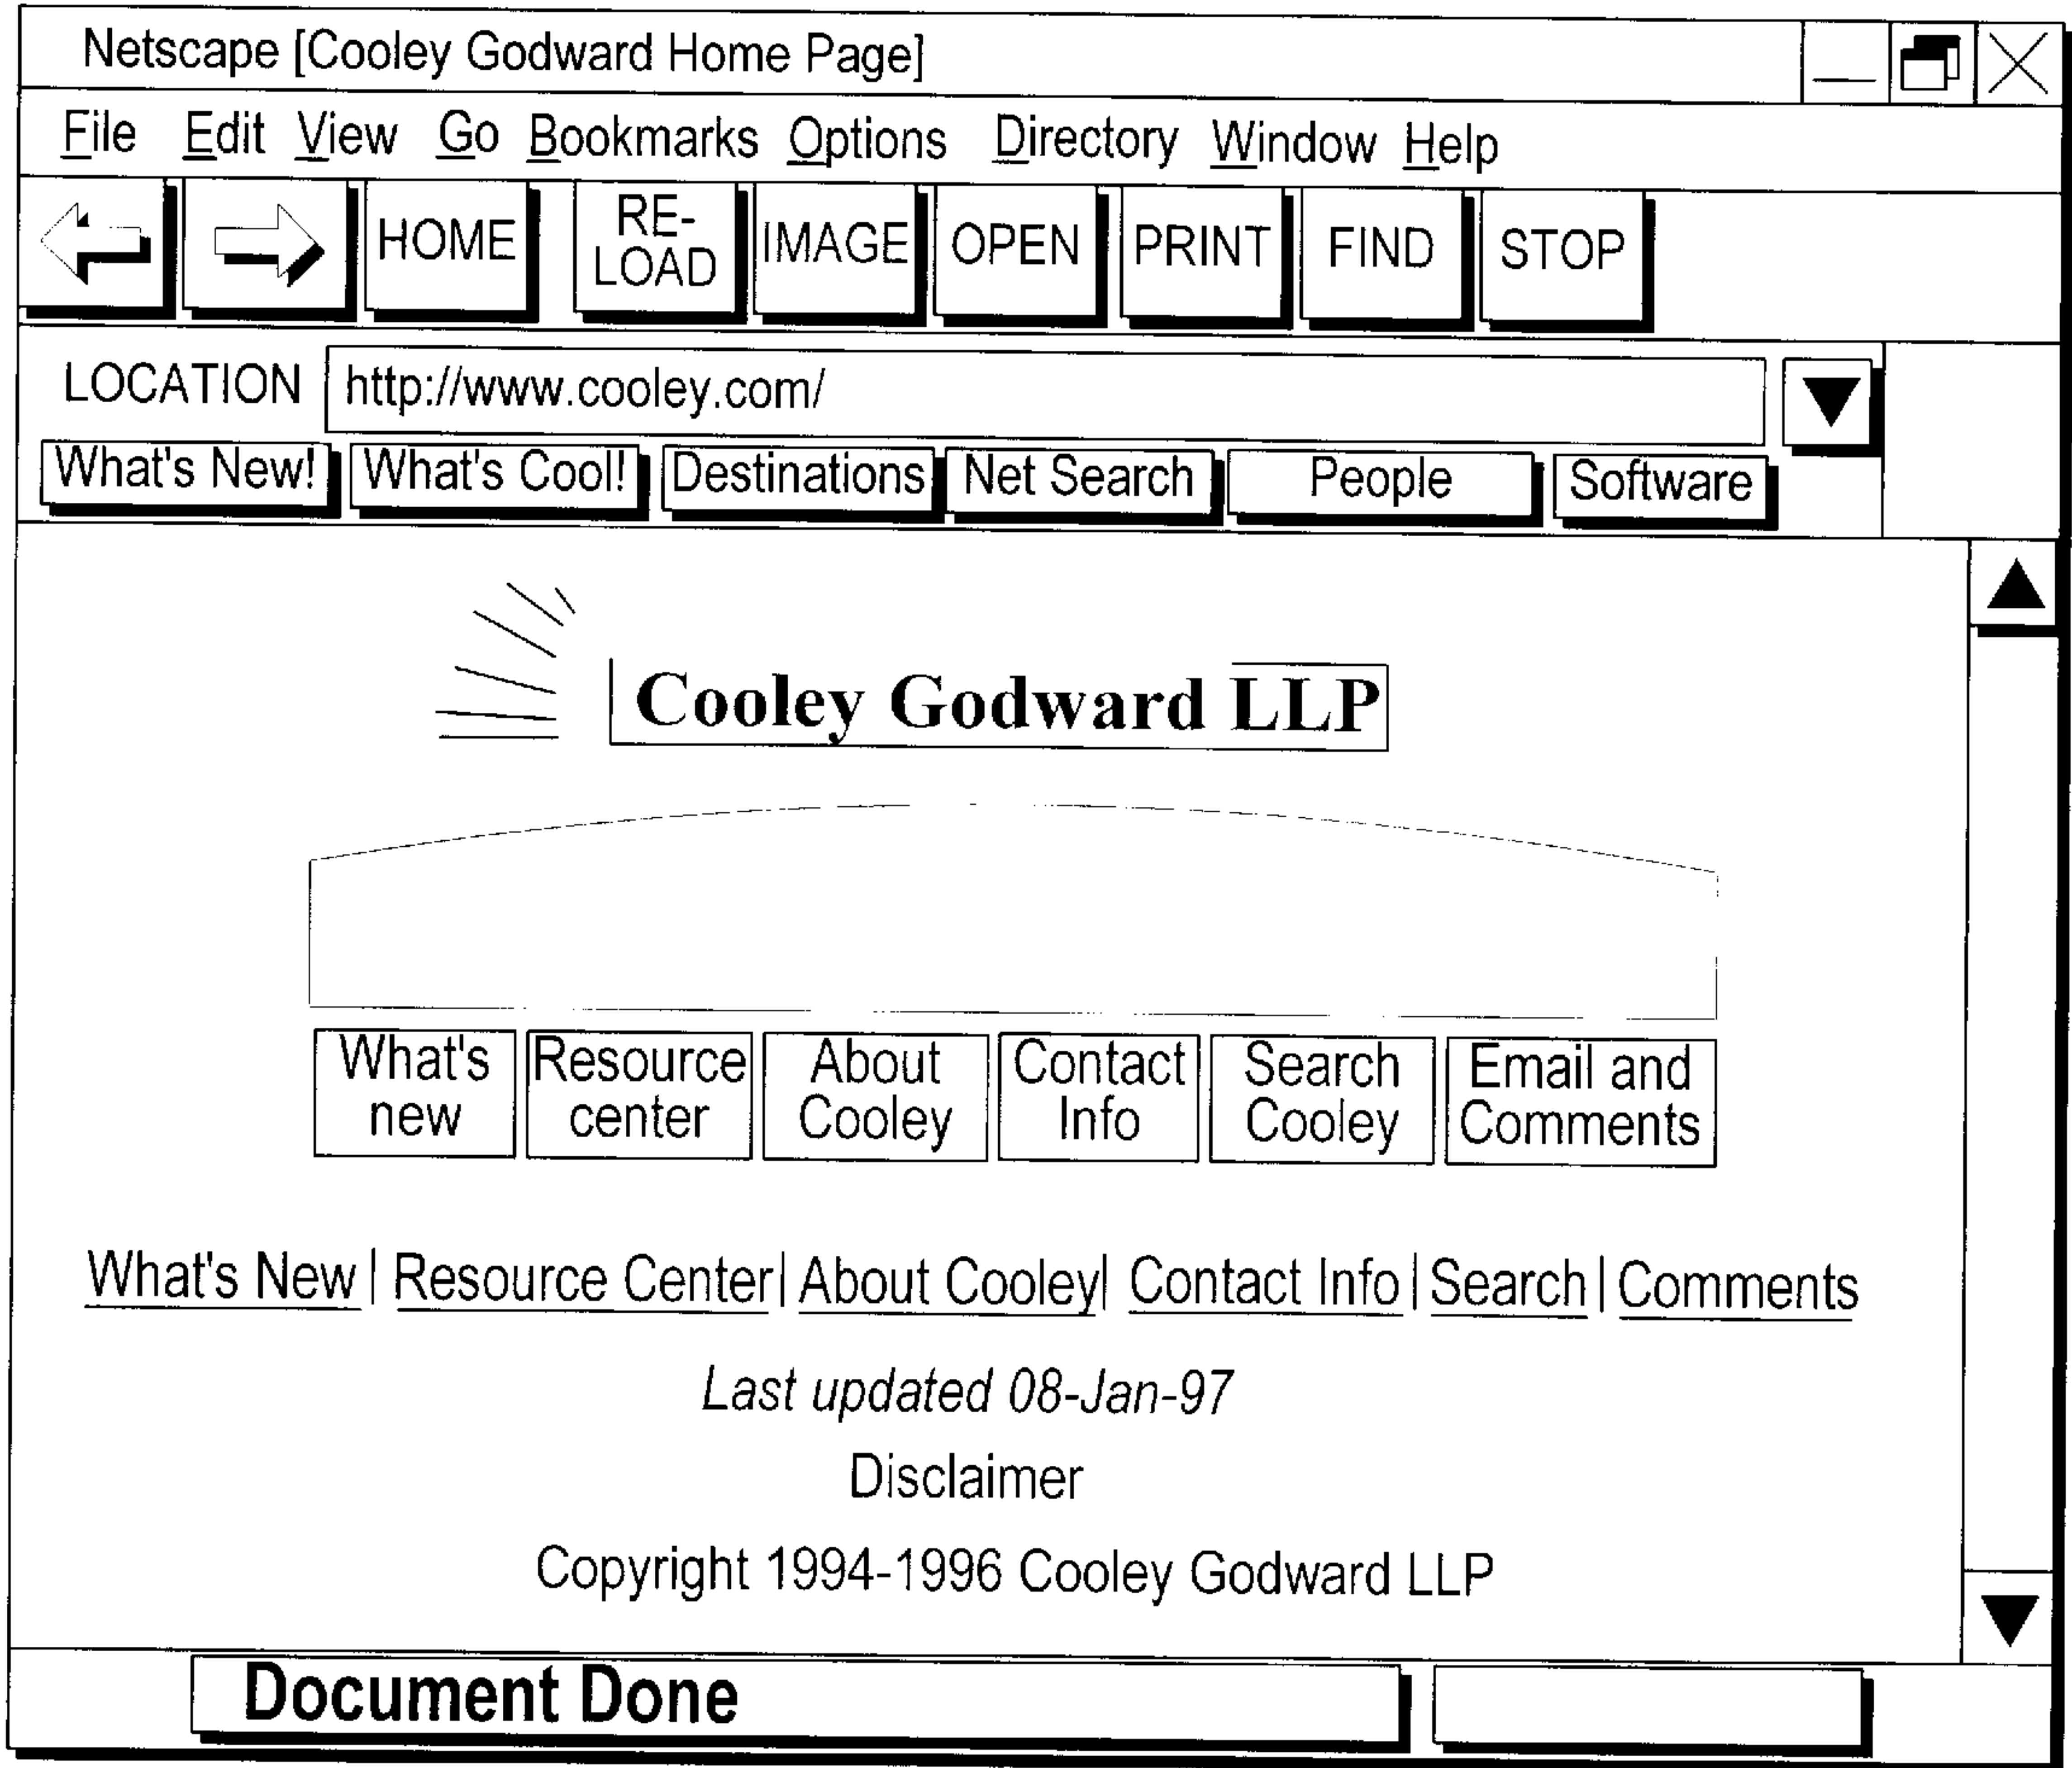 Netscape [Cooley Godward Home Page]
File Edit View Go Bookmarks Options Directory Window Help
HOME RE-LOAD IMAGE OPEN PRINT FIND STOP
LOCATION http://www.cooley.com/
What's New! What's Cool! Destinations Net Search People Software
Cooley Godward LLP
What's new Resource center About Cooley Contact Info Search Cooley Email and Comments
What's New | Resource Center | About Cooley | Contact Info | Search | Comments
Last updated 08-Jan-97
Disclaimer
Copyright 1994-1996 Cooley Godward LLP
Document Done